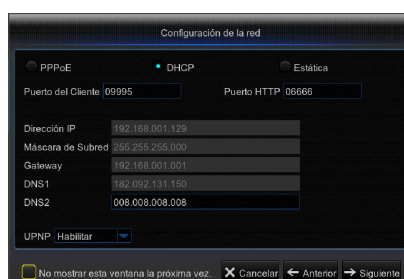 Configuración de la red
PPPoE DHCP Estática
Puerto del Cliente 09995 Puerto HTTP 06666
Dirección IP 192.168.001.129
Máscara de Subred 255.255.255.000
Gateway 192.168.001.001
DNS1 182.092.131.150
DNS2 008.008.008.008
UPNP Habilitar
No mostrar esta ventana la próxima vez. Cancelar Anterior Siguiente